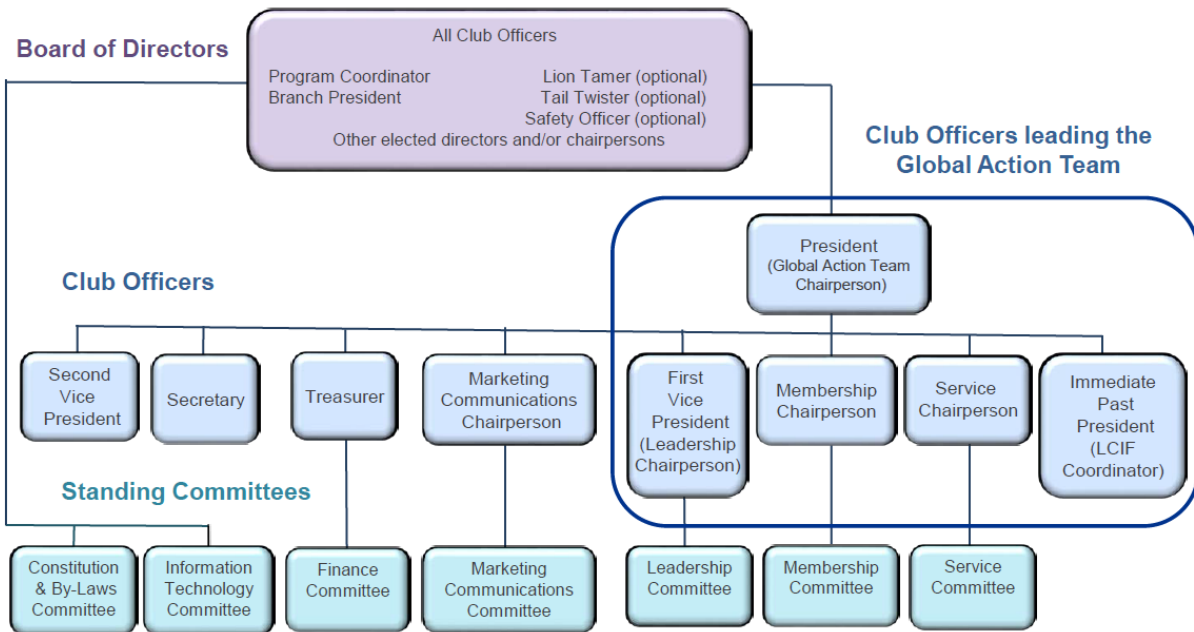 Board of Directors
All Club Officers
Program Coordinator
Lion Tamer (optional)
Branch President
Tail Twister (optional)
Safety Officer (optional)
Other elected directors and/or chairpersons
Club Officers leading the
Global Action Team
President
(Global Action Team
Chairperson)
Club Officers
Second
Vice
President
Secretary
Treasurer
Marketing
Communications
Chairperson
First
Vice
President
(Leadership
Chairperson)
Membership
Chairperson
Service
Chairperson
Immediate
Past
President
(LCIF
Coordinator)
Standing Committees
Constitution
& By-Laws
Committee
Information
Technology
Committee
Finance
Committee
Marketing
Communications
Committee
Leadership
Committee
Membership
Committee
Service
Committee